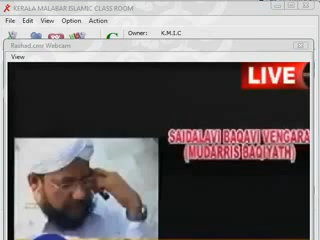 KERALA MALABAR ISLAMIC CLASS ROOM
File Edit View Option Action
Owner: K.M.I.C
Rashad.umr Webcam
View
LIVE
SAIDALAVI BAQAVI VENGARA
(MUDARRIS BAQIYATH)